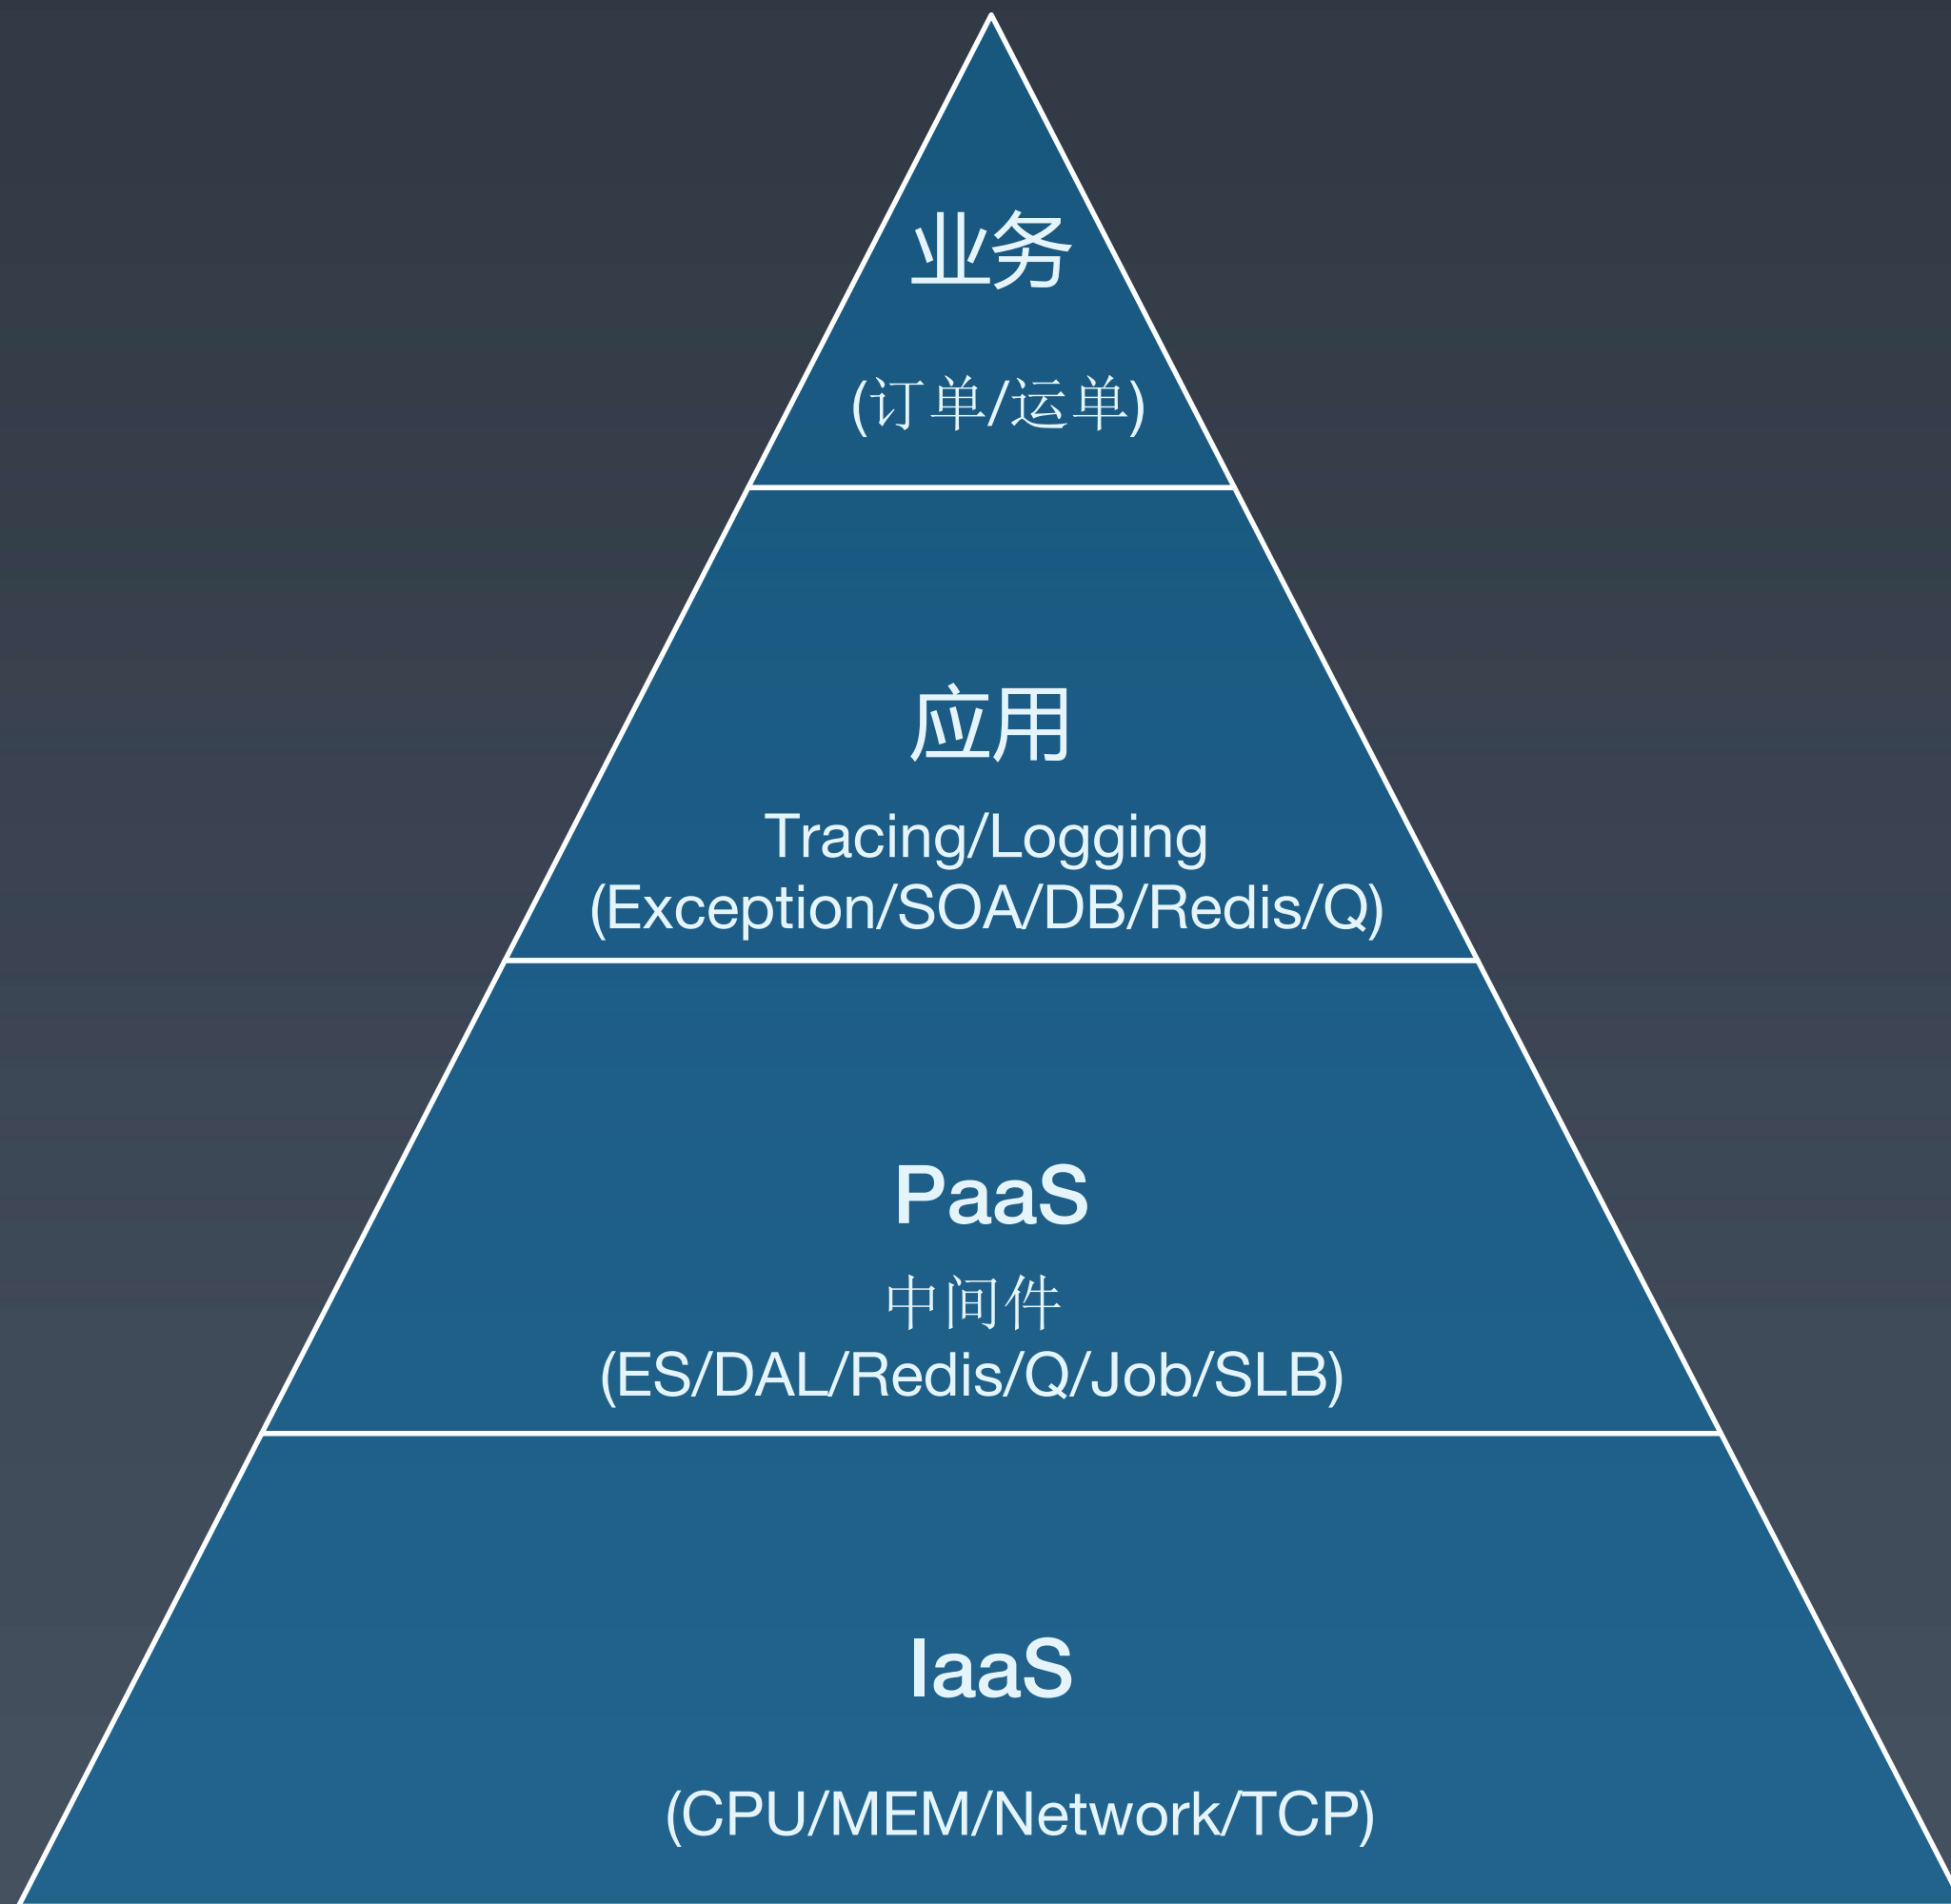 业务
(订单/运单)
应用
Tracing/Logging
(Exception/SOA/DB/Redis/Q)
PaaS
中间件
(ES/DAL/Redis/Q/Job/SLB)
IaaS
(CPU/MEM/Network/TCP)